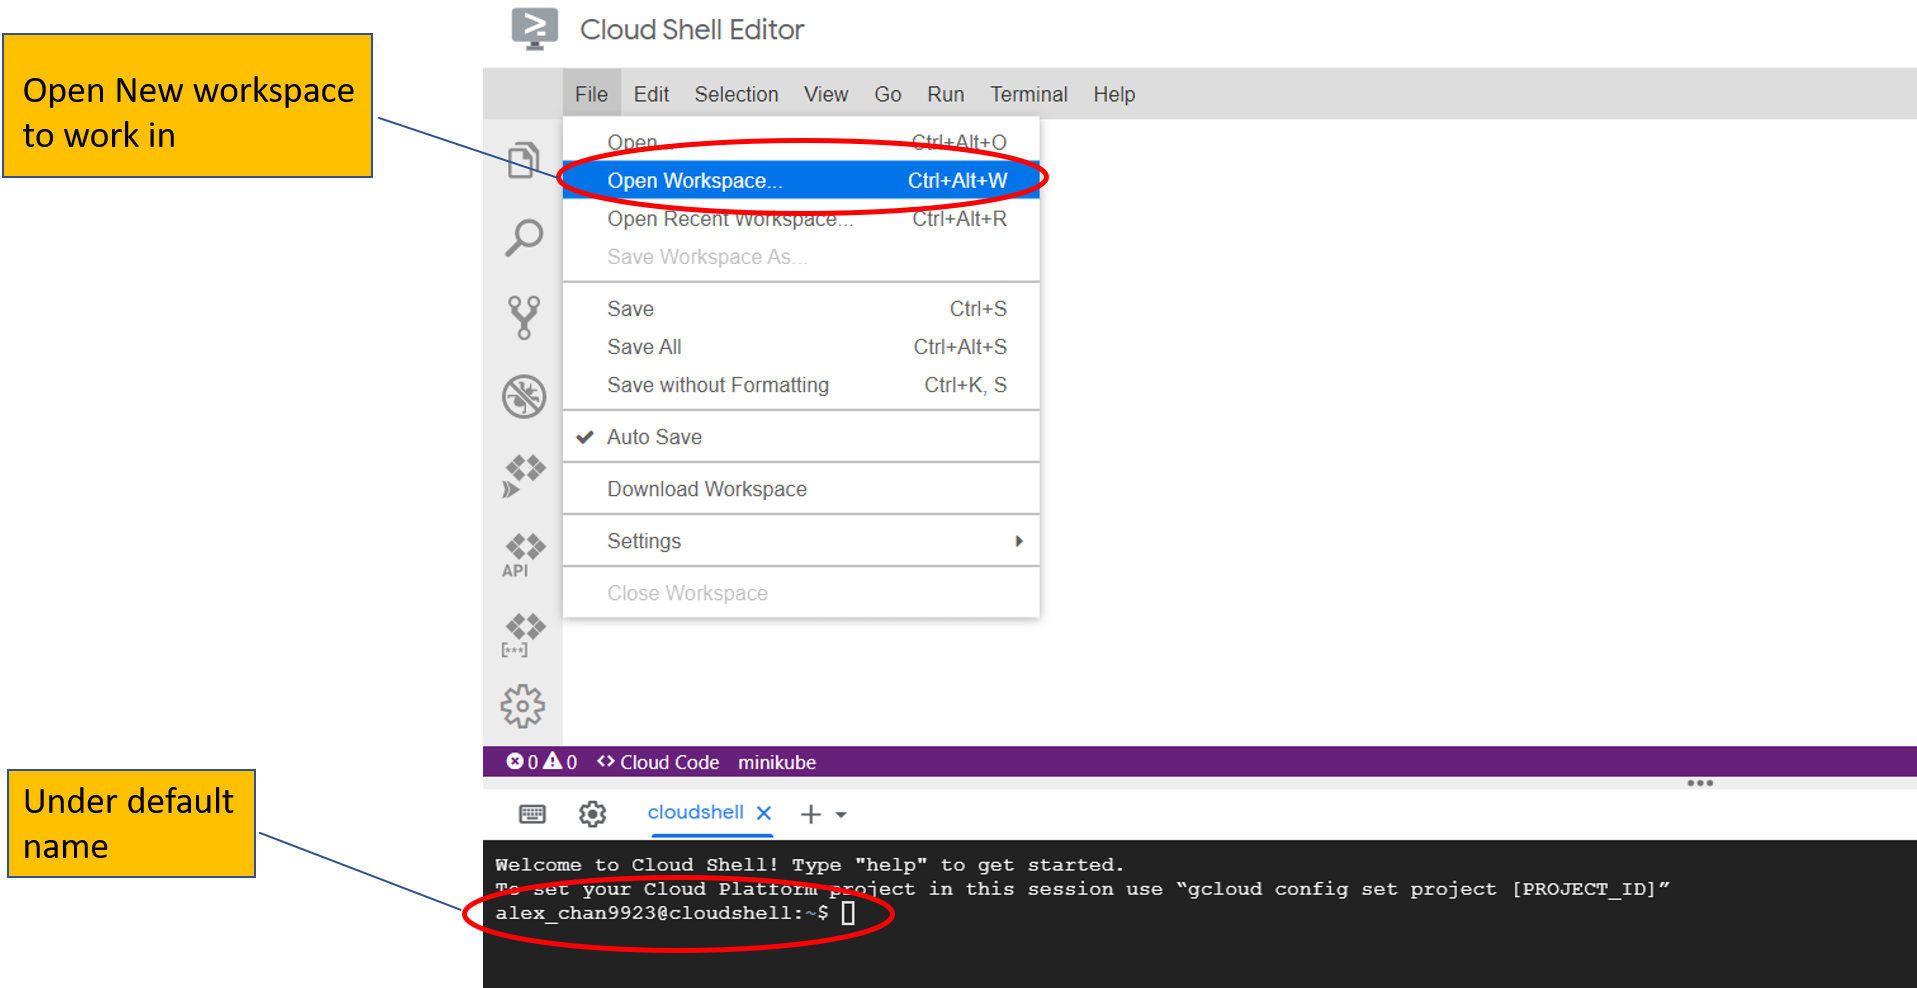 Cloud Shell Editor
Open New workspace
to work in
File Edit Selection View Go Run Terminal Help
Open... Ctrl+Alt+O
Open Workspace... Ctrl+Alt+W
Open Recent Workspace... Ctrl+Alt+R
Save Workspace As...
Save Ctrl+S
Save All Ctrl+Alt+S
Save without Formatting Ctrl+K, S
Auto Save
Download Workspace
Settings
API
Close Workspace
[***]
0 0 <> Cloud Code minikube
Under default
name
cloudshell
Welcome to Cloud Shell! Type "help" to get started.
To set your Cloud Platform project in this session use “gcloud config set project [PROJECT_ID]”
alex_chan9923@cloudshell:~$